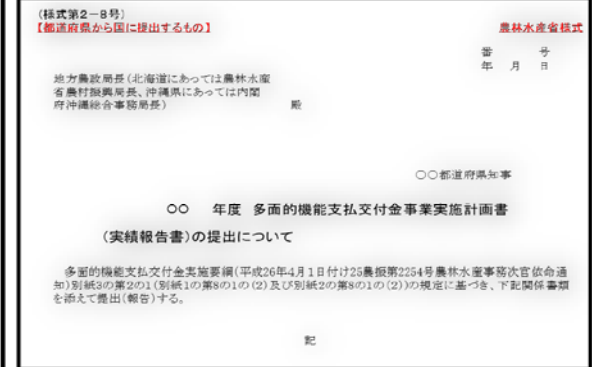 (様式第2-8号)
【都道府県から国に提出するもの】 農林水産省様式
番 号
年 月 日
地方農政局長(北海道にあっては農林水産
省農村振興局長、沖縄県にあっては内閣
府沖縄総合事務局長) 殿
○○都道府県知事
○○ 年度 多面的機能支払交付金事業実施計画書
(実績報告書)の提出について
多面的機能支払交付金実施要綱(平成26年4月1日付け25農振第2254号農林水産事務次官依命通
知)別紙3の第2の1(別紙1の第8の1の(2)及び別紙2の第8の1の(2))の規定に基づき、下記関係書類
を添えて提出(報告)する。
記